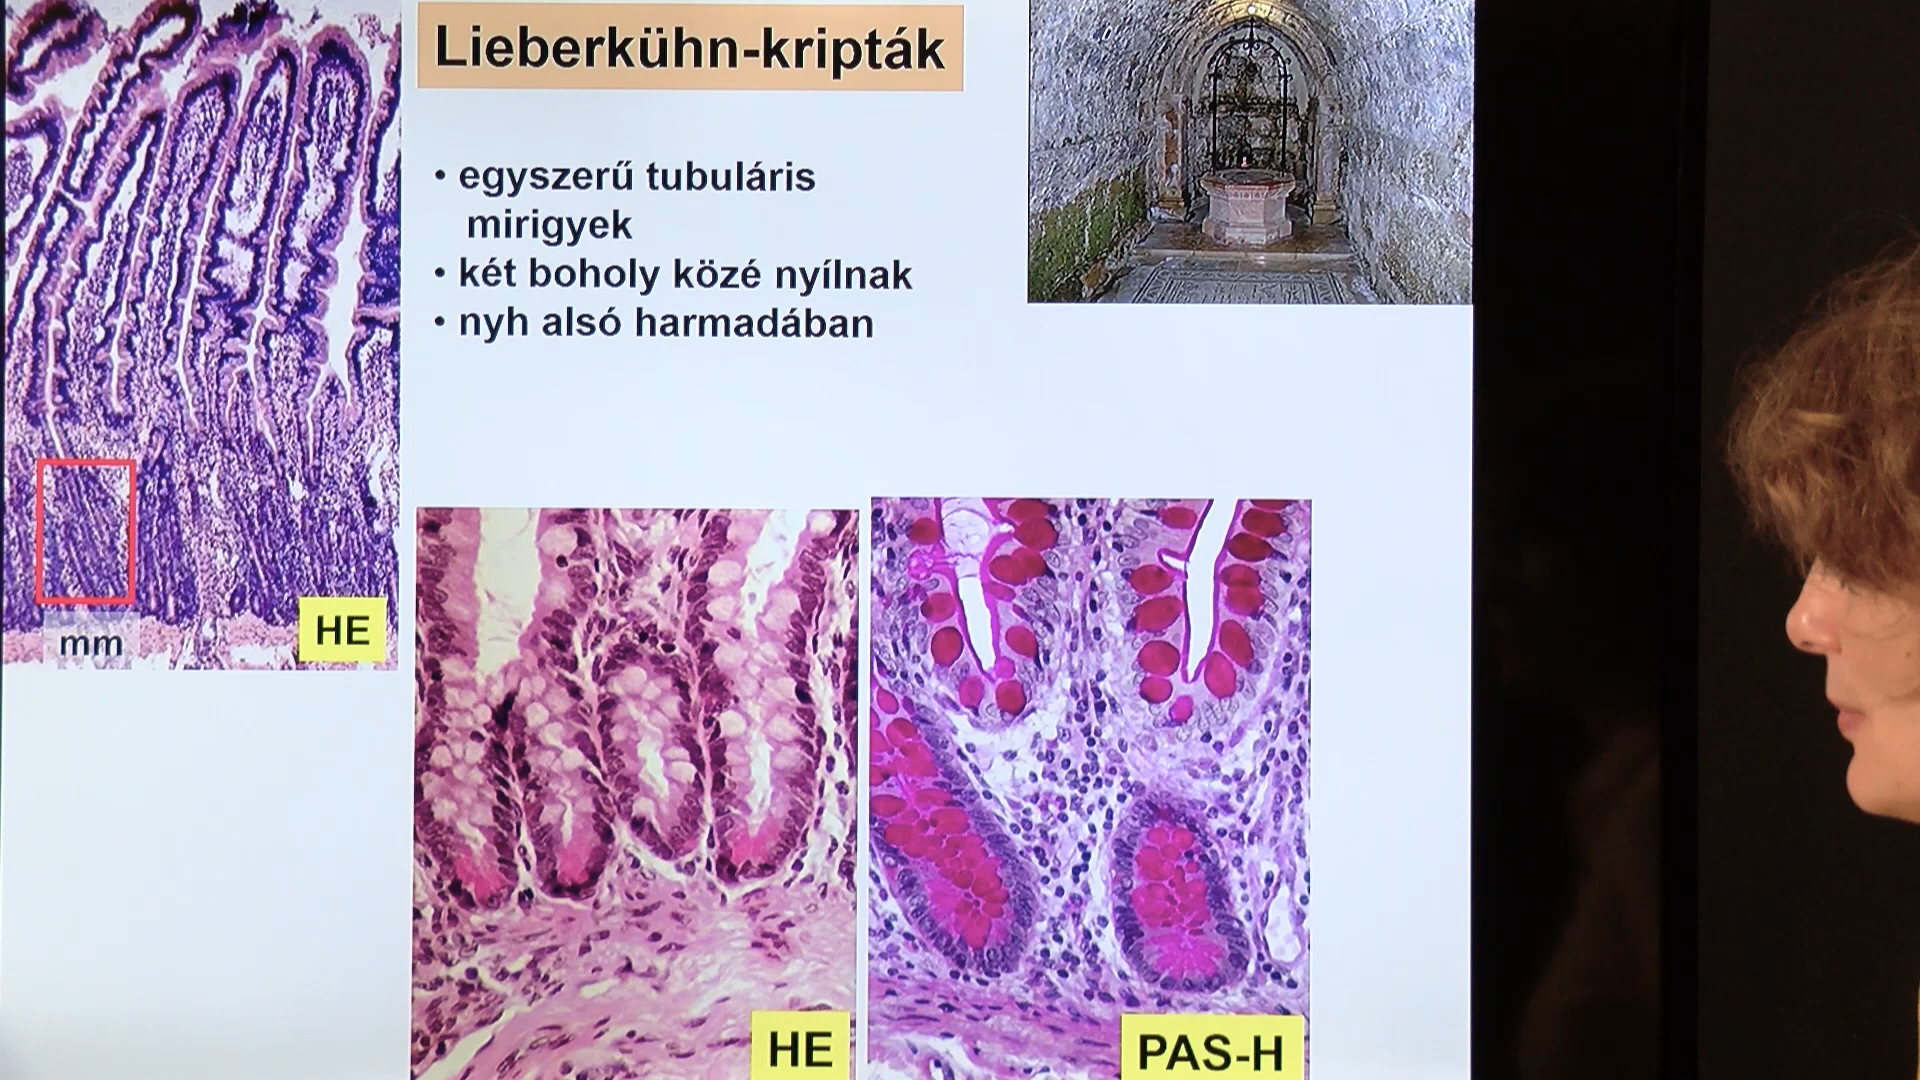 Lieberkühn-kripták
• egyszerű tubuláris
mirigyek
• két boholy közé nyílnak
• nyh alsó harmadában
mm
HE
HE
PAS-H